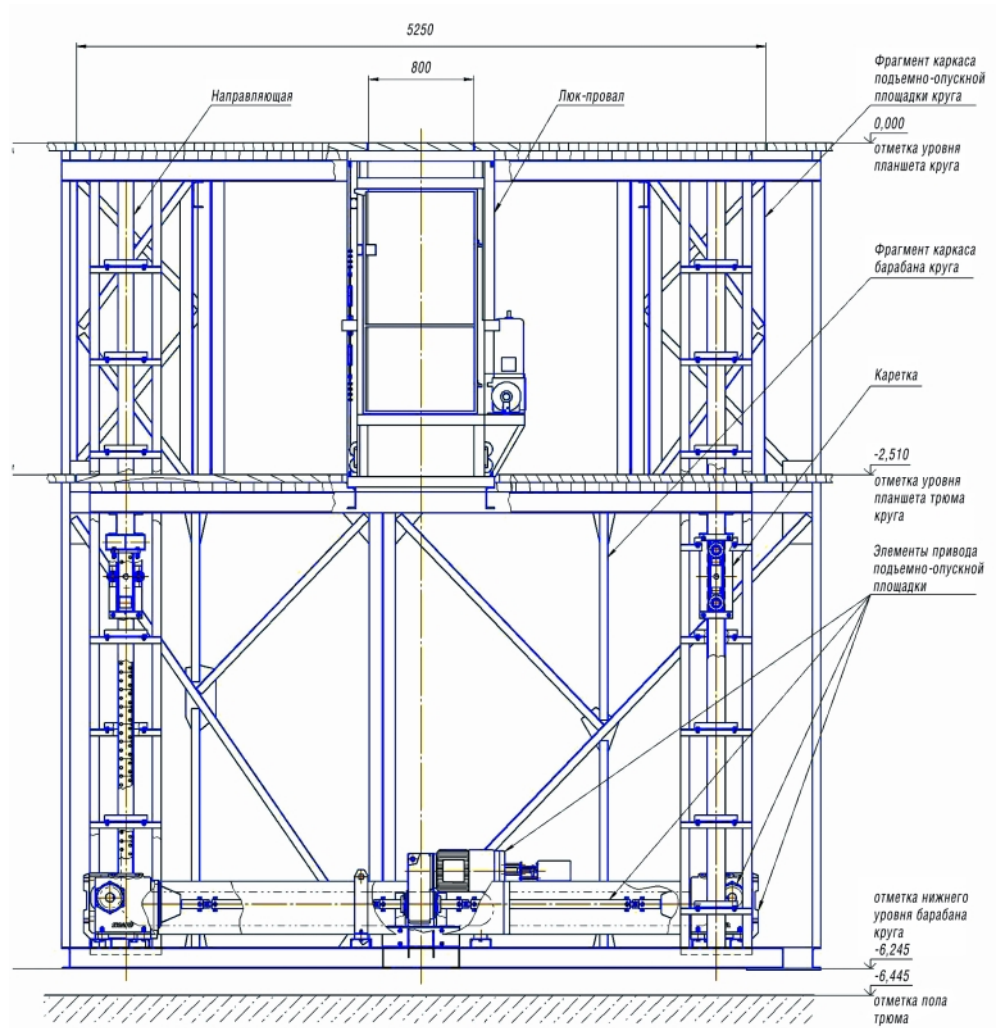 5250
800
Направляющая
Люк-провал
Фрагмент каркаса
подъемно-опускной
площадки круга
0,000
отметка уровня
планшета круга
Фрагмент каркаса
барабана круга
Каретка
-2,510
отметка уровня
планшета трюма
круга
Элементы привода
подъемно-опускной
площадки
отметка нижнего
уровня барабана
круга
-6,245
-6,445
отметка пола
трюма